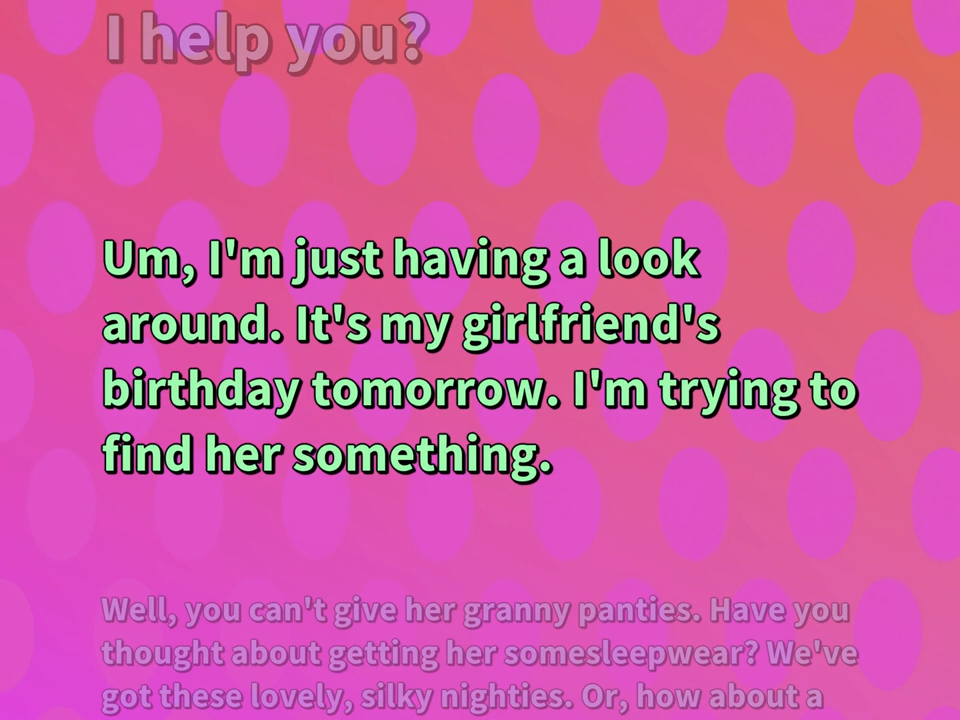 I help you?
Um, I'm just having a look
around. It's my girlfriend's
birthday tomorrow. I'm trying to
find her something.
Well, you can't give her granny panties. Have you
thought about getting her somesleepwear? We've
got these lovely, silky nighties. Or, how about a